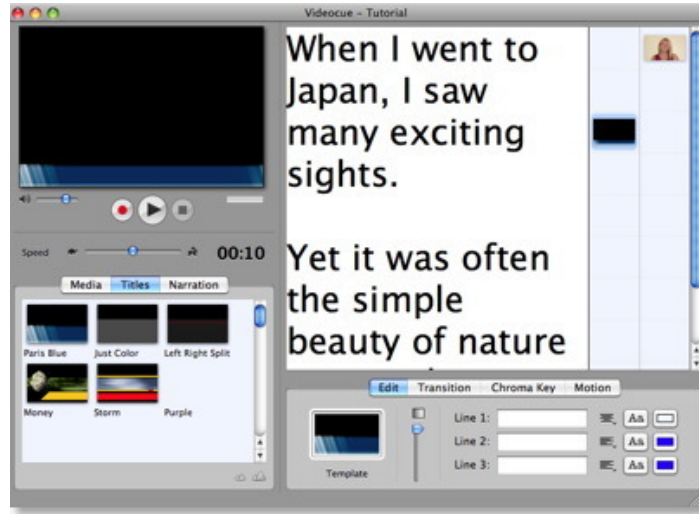 Videocue – Tutorial
When I went to
Japan, I saw
many exciting
sights.
Yet it was often
the simple
beauty of nature
Speed 00:10
Media Titles Narration
Paris Blue Just Color Left Right Split
Money Storm Purple
Edit Transition Chroma Key Motion
Template
Line 1: Aa
Line 2: Aa
Line 3: Aa